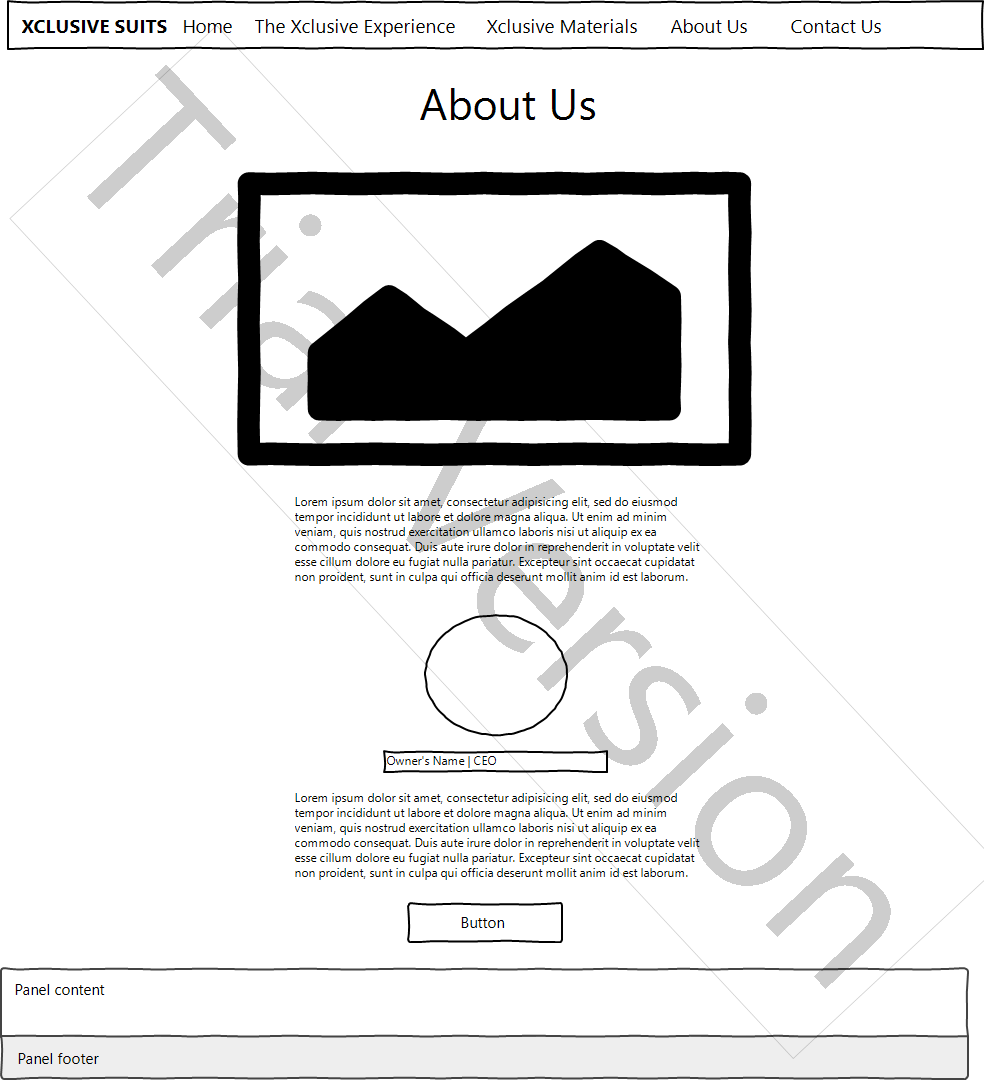 XCLUSIVE SUITS Home The Xclusive Experience Xclusive Materials About Us Contact Us
About Us
Trial Version
Lorem ipsum dolor sit amet, consectetur adipisicing elit, sed do eiusmod
tempor incididunt ut labore et dolore magna aliqua. Ut enim ad minim
veniam, quis nostrud exercitation ullamco laboris nisi ut aliquip ex ea
commodo consequat. Duis aute irure dolor in reprehenderit in voluptate velit
esse cillum dolore eu fugiat nulla pariatur. Excepteur sint occaecat cupidatat
non proident, sunt in culpa qui officia deserunt mollit anim id est laborum.
Owner's Name | CEO
Lorem ipsum dolor sit amet, consectetur adipisicing elit, sed do eiusmod
tempor incididunt ut labore et dolore magna aliqua. Ut enim ad minim
veniam, quis nostrud exercitation ullamco laboris nisi ut aliquip ex ea
commodo consequat. Duis aute irure dolor in reprehenderit in voluptate velit
esse cillum dolore eu fugiat nulla pariatur. Excepteur sint occaecat cupidatat
non proident, sunt in culpa qui officia deserunt mollit anim id est laborum.
Button
Panel content
Panel footer